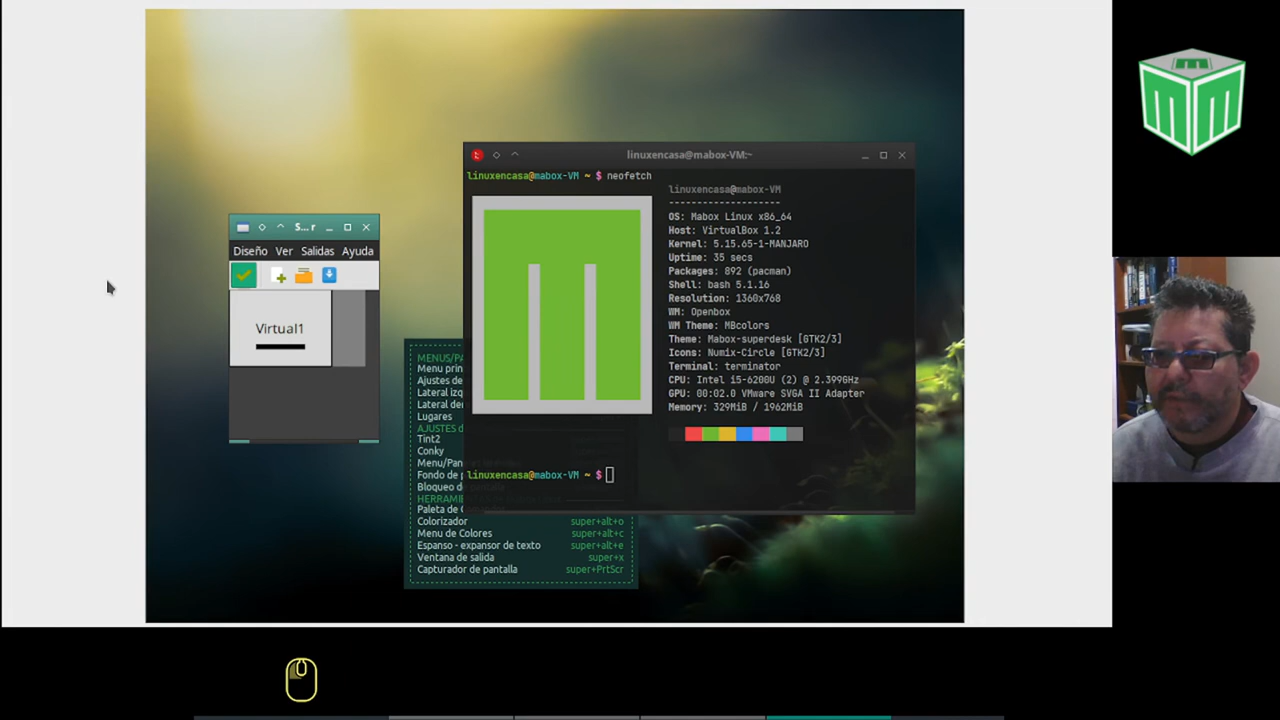 linuxencasa@mabox-VM:~
linuxencasa@mabox-VM ~ $ neofetch
linuxencasa@mabox-VM
--------------------
OS: Mabox Linux x86_64
Host: VirtualBox 1.2
Kernel: 5.15.65-1-MANJARO
Uptime: 35 secs
Packages: 892 (pacman)
Shell: bash 5.1.16
Resolution: 1360x768
WM: Openbox
WM Theme: MBcolors
Theme: Mabox-superdesk [GTK2/3]
Icons: Numix-Circle [GTK2/3]
Terminal: terminator
CPU: Intel i5-6200U (2) @ 2.399GHz
GPU: 00:02.0 VMware SVGA II Adapter
Memory: 329MiB / 1962MiB
linuxencasa@mabox-VM ~ $
S...r
Diseño Ver Salidas Ayuda
Virtual1
MENUS/PA
Menu prin
Ajustes de
Lateral izq
Lateral der
Lugares
AJUSTES d
Tint2
Conky
Menu/Pan
Fondo de p
Bloqueo de
HERRAMIE
Paleta de
Colorizador super+alt+o
Menu de Colores super+alt+c
Espanso - expansor de texto super+alt+e
Ventana de salida super+x
Capturador de pantalla super+PrtScr